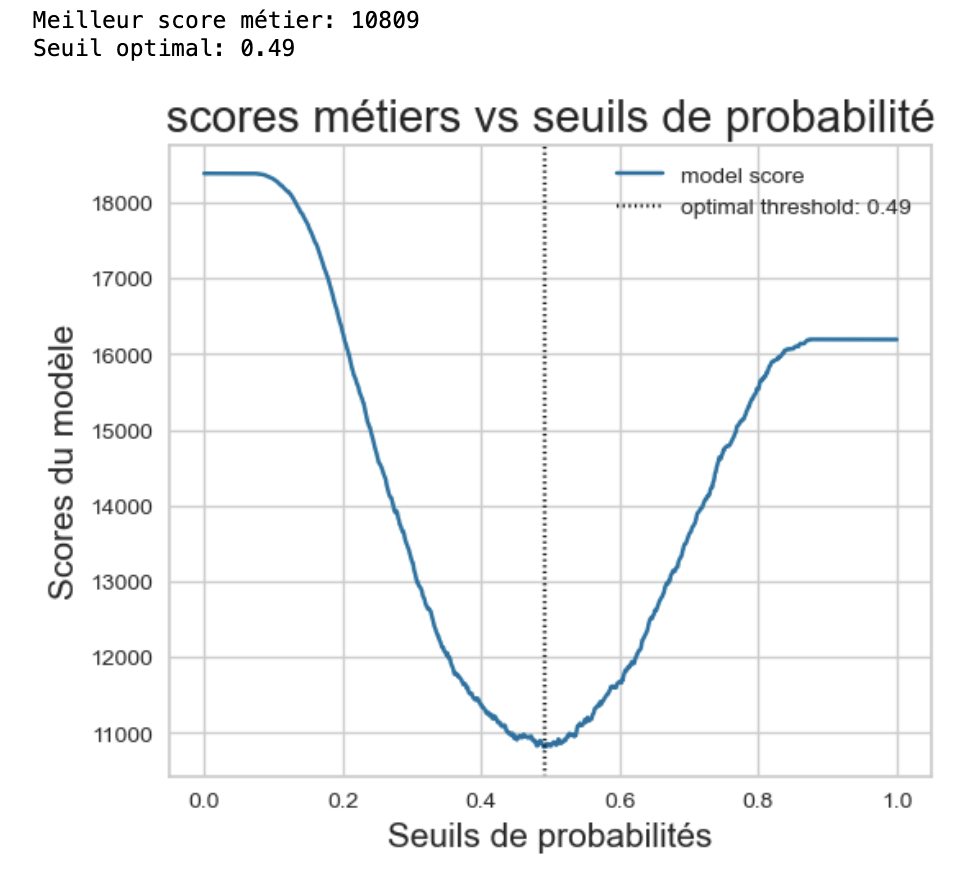 Meilleur score métier: 10809
Seuil optimal: 0.49
scores métiers vs seuils de probabilité
model score
optimal threshold: 0.49
Scores du modèle
18000
17000
16000
15000
14000
13000
12000
11000
0.0 0.2 0.4 0.6 0.8 1.0
Seuils de probabilités